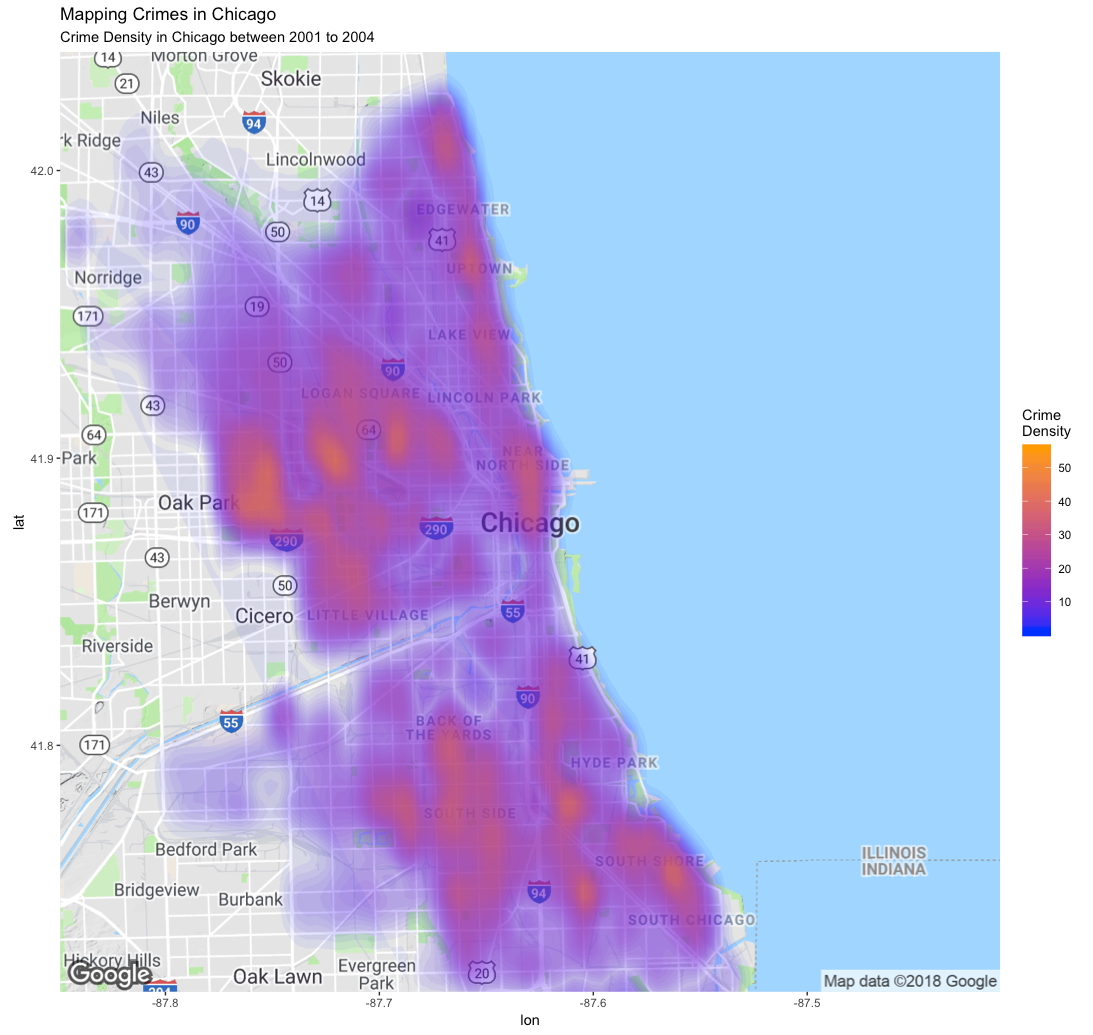 Mapping Crimes in Chicago
Crime Density in Chicago between 2001 to 2004
14
Morton Grove
21
Skokie
94
Niles
rk Ridge
Lincolnwood
43
42.0
14
90
EDGEWATER
50
41
UPTOWN
Norridge
19
171
LAKE VIEW
50
90
LOGAN SQUARE
LINCOLN PARK
43
Crime
Density
64
64
41.9
Park
NEAR
NORTH SIDE
50
Oak Park
40
171
Chicago
290
290
30
43
20
50
Berwyn
10
Cicero
LITTLE VILLAGE
55
Riverside
41
90
lat
55
BACK OF
THE YARDS
171
41.8
HYDE PARK
SOUTH SIDE
Bedford Park
SOUTH SHORE
ILLINOIS
INDIANA
Bridgeview
Burbank
94
SOUTH CHICAGO
Hickory Hills
Google
Oak Lawn
Evergreen
Park
20
Map data ©2018 Google
294
-87.8
-87.7
-87.6
-87.5
lon